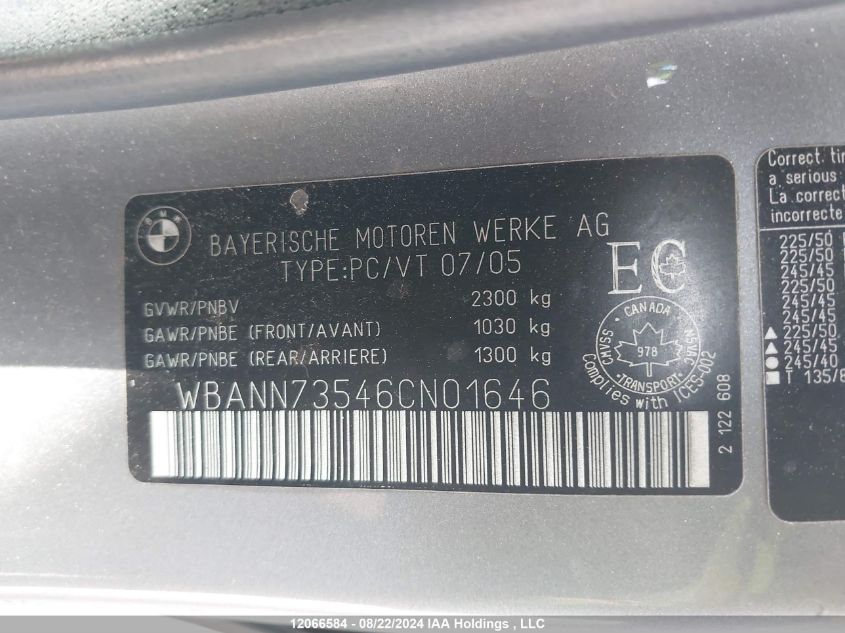 BMW
BAYERISCHE MOTOREN WERKE AG
TYPE:PC/VT 07/05
GVWR/PNBV 2300 kg
GAWR/PNBE (FRONT/AVANT) 1030 kg
GAWR/PNBE (REAR/ARRIERE) 1300 kg
WBANN73546CN01646
EC
CANADA
CMVSS
NSVAC
978
TRANSPORT
Complies with ICES-002
2 122 608
Correct tir
a serious
La correct
incorrecte
225/50
225/50
245/45
225/50
245/45
245/45
▲ 225/50
▲ 245/45
● 245/40
■ T 135/8
12066584 - 08/22/2024 IAA Holdings , LLC